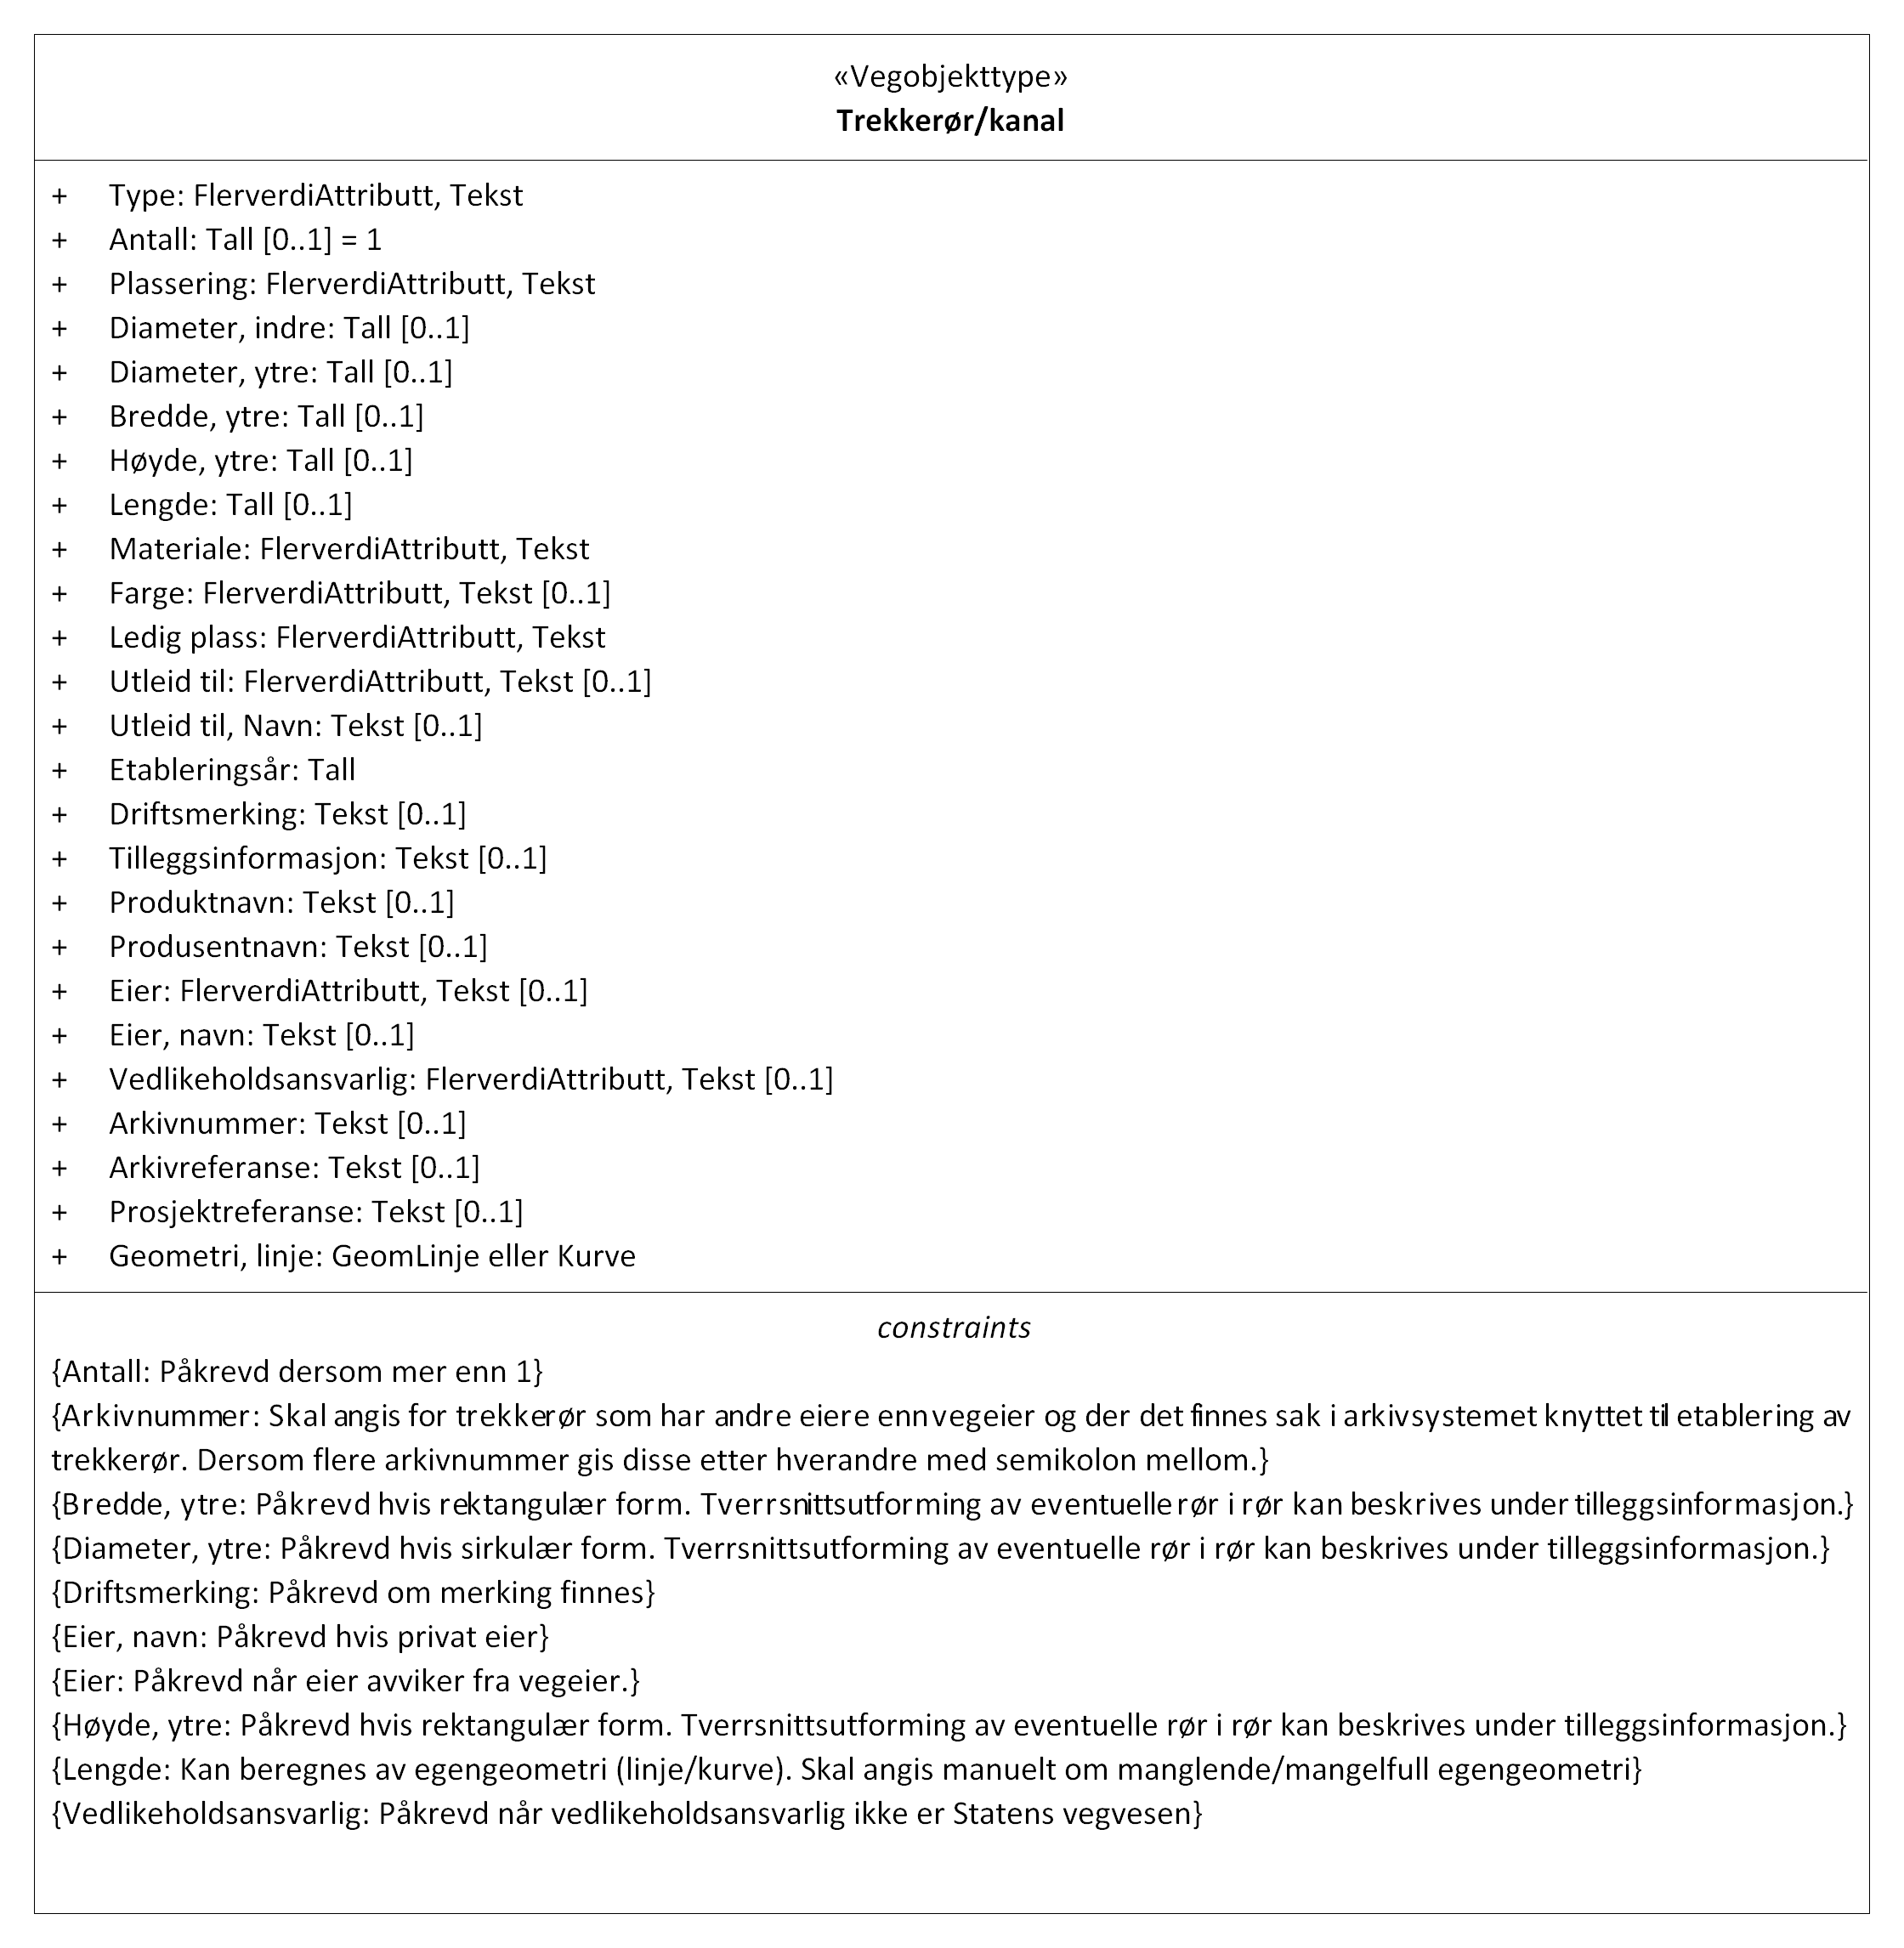 «Vegobjekttype»
Trekkerør/kanal
+ Type: FlerverdiAttributt, Tekst
+ Antall: Tall [0..1] = 1
+ Plassering: FlerverdiAttributt, Tekst
+ Diameter, indre: Tall [0..1]
+ Diameter, ytre: Tall [0..1]
+ Bredde, ytre: Tall [0..1]
+ Høyde, ytre: Tall [0..1]
+ Lengde: Tall [0..1]
+ Materiale: FlerverdiAttributt, Tekst
+ Farge: FlerverdiAttributt, Tekst [0..1]
+ Ledig plass: FlerverdiAttributt, Tekst
+ Utleid til: FlerverdiAttributt, Tekst [0..1]
+ Utleid til, Navn: Tekst [0..1]
+ Etableringsår: Tall
+ Driftsmerking: Tekst [0..1]
+ Tilleggsinformasjon: Tekst [0..1]
+ Produktnavn: Tekst [0..1]
+ Produsentnavn: Tekst [0..1]
+ Eier: FlerverdiAttributt, Tekst [0..1]
+ Eier, navn: Tekst [0..1]
+ Vedlikeholdsansvarlig: FlerverdiAttributt, Tekst [0..1]
+ Arkivnummer: Tekst [0..1]
+ Arkivreferanse: Tekst [0..1]
+ Prosjektreferanse: Tekst [0..1]
+ Geometri, linje: GeomLinje eller Kurve
constraints
{Antall: Påkrevd dersom mer enn 1}
{Arkivnummer: Skal angis for trekkerør som har andre eiere enn vegeier og der det finnes sak i arkivsystemet knyttet til etablering av
trekkerør. Dersom flere arkivnummer gis disse etter hverandre med semikolon mellom.}
{Bredde, ytre: Påkrevd hvis rektangulær form. Tverrsnittsutforming av eventuelle rør i rør kan beskrives under tilleggsinformasjon.}
{Diameter, ytre: Påkrevd hvis sirkulær form. Tverrsnittsutforming av eventuelle rør i rør kan beskrives under tilleggsinformasjon.}
{Driftsmerking: Påkrevd om merking finnes}
{Eier, navn: Påkrevd hvis privat eier}
{Eier: Påkrevd når eier avviker fra vegeier.}
{Høyde, ytre: Påkrevd hvis rektangulær form. Tverrsnittsutforming av eventuelle rør i rør kan beskrives under tilleggsinformasjon.}
{Lengde: Kan beregnes av egengeometri (linje/kurve). Skal angis manuelt om manglende/mangelfull egengeometri}
{Vedlikeholdsansvarlig: Påkrevd når vedlikeholdsansvarlig ikke er Statens vegvesen}